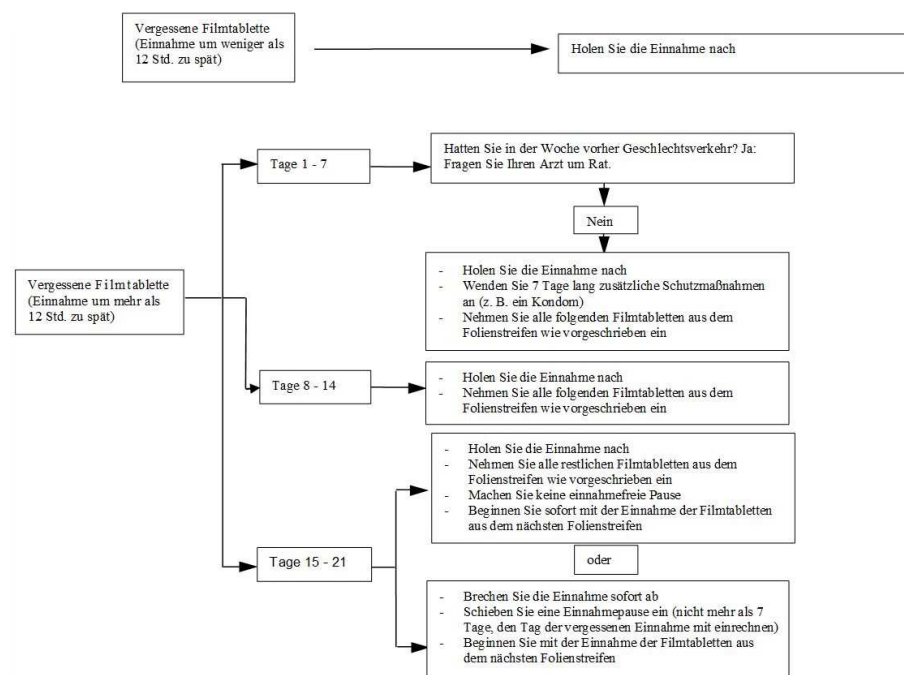 Vergessene Filmtablette
(Einnahme um weniger als
12 Std. zu spät)
Holen Sie die Einnahme nach
Tage 1 - 7
Hatten Sie in der Woche vorher Geschlechtsverkehr? Ja:
Fragen Sie Ihren Arzt um Rat.
Nein
Vergessene Filmtablette
(Einnahme um mehr als
12 Std. zu spät)
- Holen Sie die Einnahme nach
- Wenden Sie 7 Tage lang zusätzliche Schutzmaßnahmen
an (z. B. ein Kondom)
- Nehmen Sie alle folgenden Filmtabletten aus dem
Folienstreifen wie vorgeschrieben ein
Tage 8 - 14
- Holen Sie die Einnahme nach
- Nehmen Sie alle folgenden Filmtabletten aus dem
Folienstreifen wie vorgeschrieben ein
- Holen Sie die Einnahme nach
- Nehmen Sie alle restlichen Filmtabletten aus dem
Folienstreifen wie vorgeschrieben ein
- Machen Sie keine einnahmefreie Pause
- Beginnen Sie sofort mit der Einnahme der Filmtabletten
aus dem nächsten Folienstreifen
Tage 15 - 21
oder
- Brechen Sie die Einnahme sofort ab
- Schieben Sie eine Einnahmepause ein (nicht mehr als 7
Tage, den Tag der vergessenen Einnahme mit einrechnen)
- Beginnen Sie mit der Einnahme der Filmtabletten aus
dem nächsten Folienstreifen